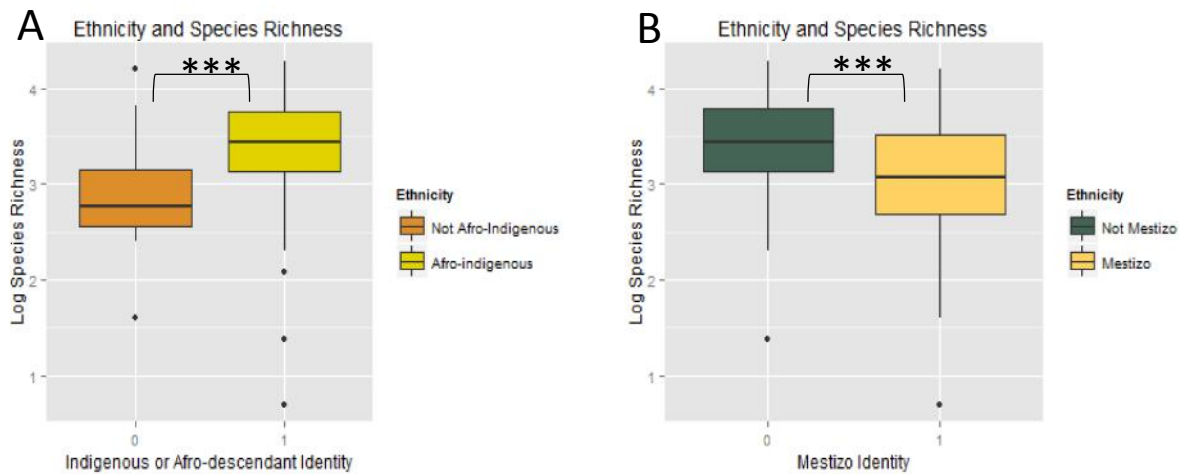 A
Ethnicity and Species Richness
***
4
3
2
1
Log Species Richness
0
1
Indigenous or Afro-descendant Identity
Ethnicity
Not Afro-Indigenous
Afro-indigenous
B
Ethnicity and Species Richness
***
4
3
2
1
Log Species Richness
0
1
Mestizo Identity
Ethnicity
Not Mestizo
Mestizo